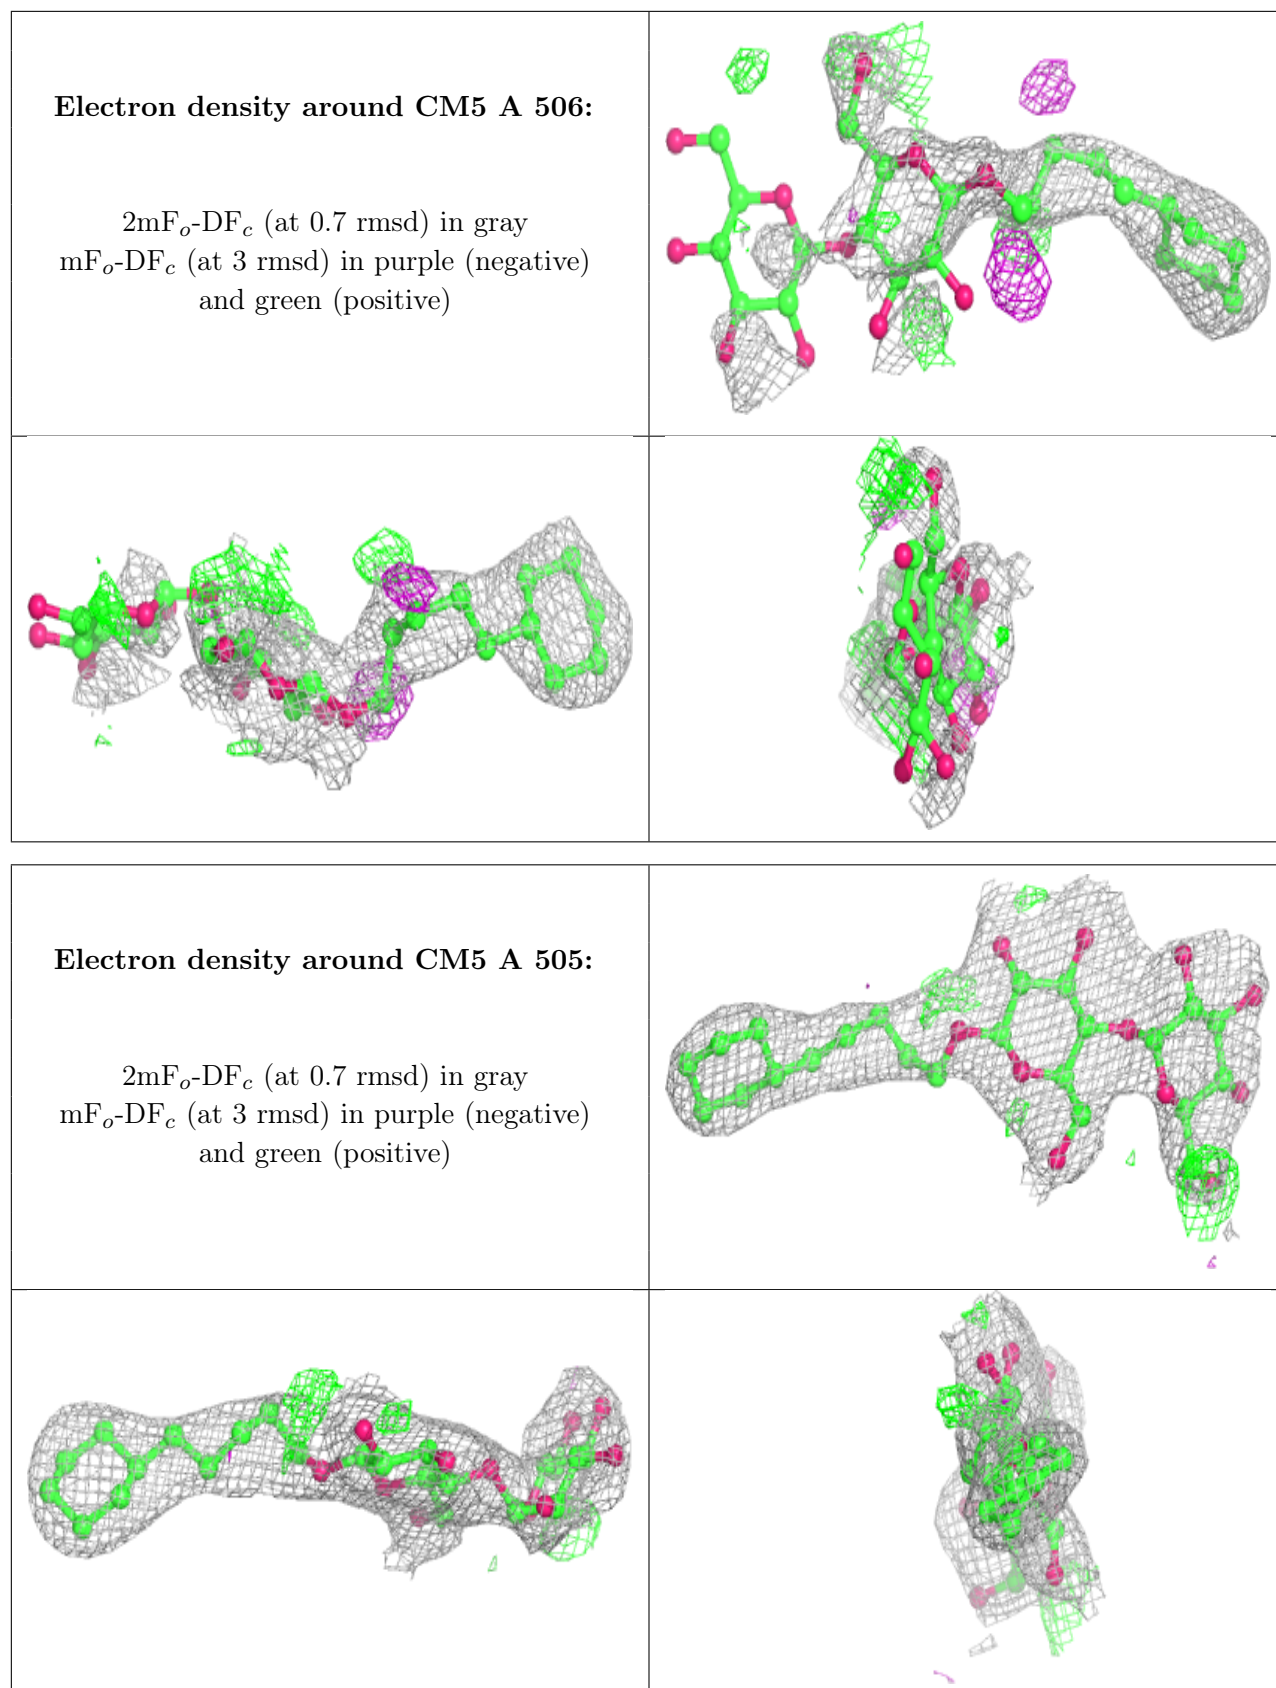 Electron density around CM5 A 506:
2mFₒ-DF𝑐 (at 0.7 rmsd) in gray
mFₒ-DF𝑐 (at 3 rmsd) in purple (negative)
and green (positive)
Electron density around CM5 A 505:
2mFₒ-DF𝑐 (at 0.7 rmsd) in gray
mFₒ-DF𝑐 (at 3 rmsd) in purple (negative)
and green (positive)